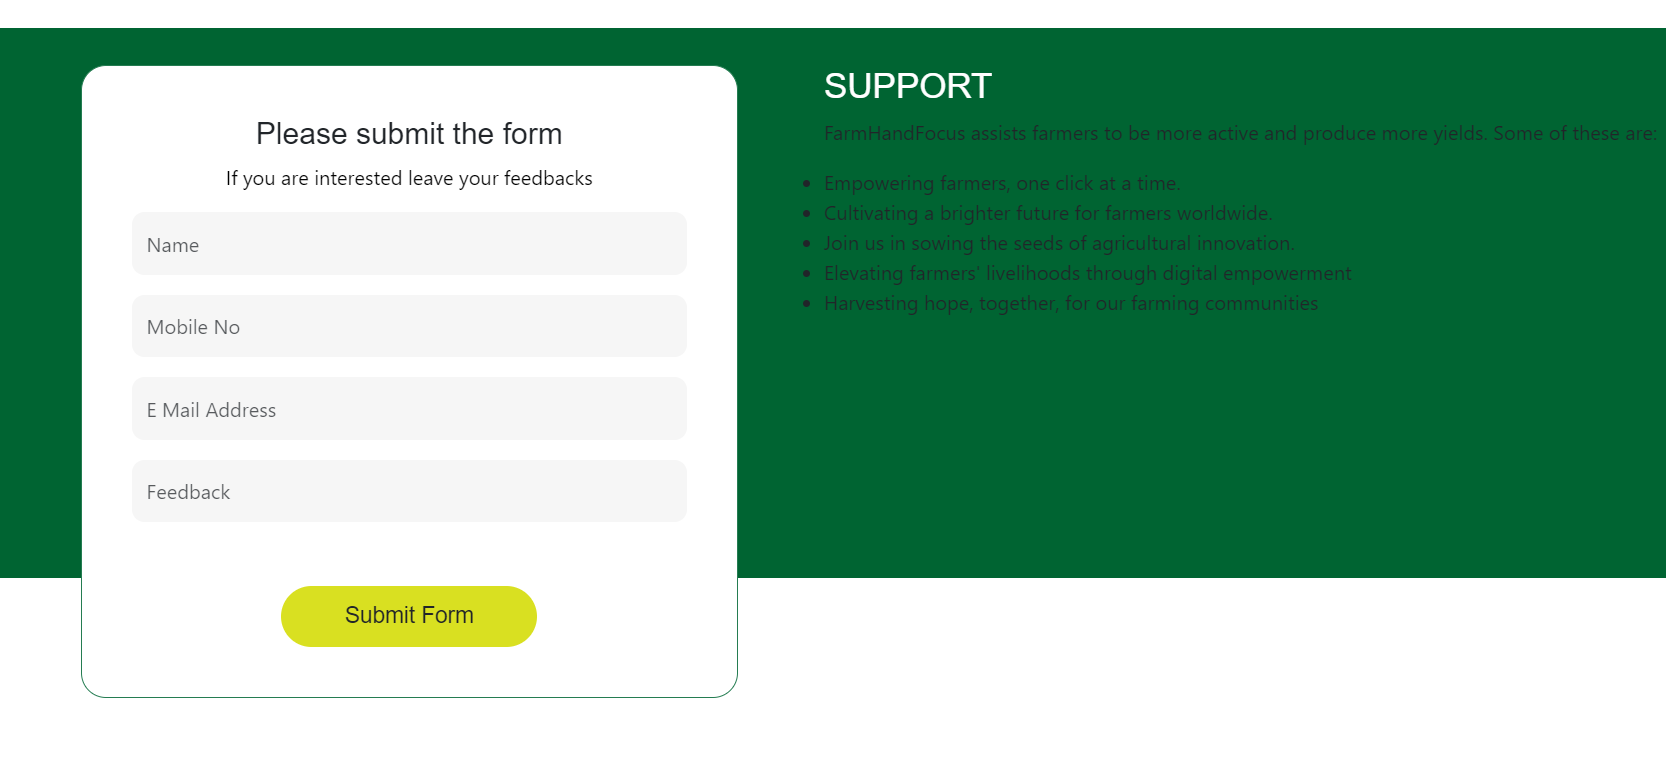 Please submit the form
If you are interested leave your feedbacks
Name
Mobile No
E Mail Address
Feedback
Submit Form
SUPPORT
FarmHandFocus assists farmers to be more active and produce more yields. Some of these are:
Empowering farmers, one click at a time.
Cultivating a brighter future for farmers worldwide.
Join us in sowing the seeds of agricultural innovation.
Elevating farmers' livelihoods through digital empowerment
Harvesting hope, together, for our farming communities